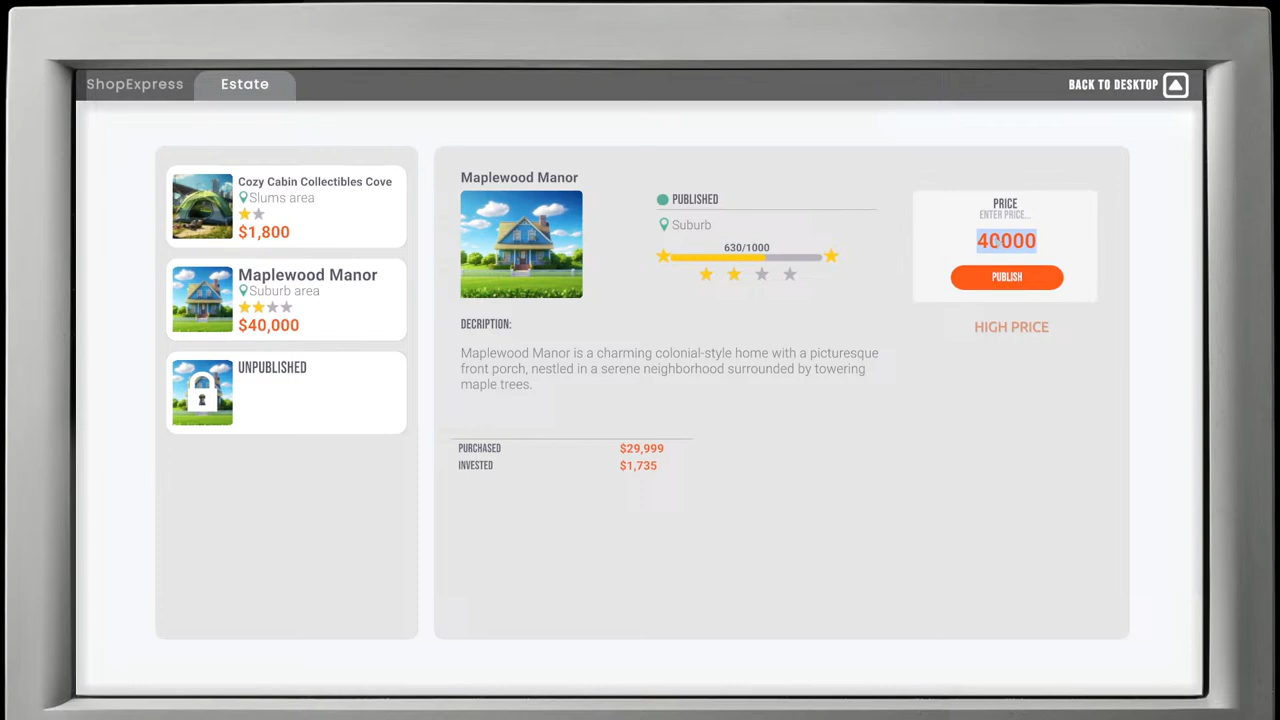 ShopExpress
Estate
BACK TO DESKTOP
Cozy Cabin Collectibles Cove
Slums area
$1,800
Maplewood Manor
Suburb area
$40,000
UNPUBLISHED
Maplewood Manor
PUBLISHED
Suburb
630/1000
DECRIPTION:
Maplewood Manor is a charming colonial-style home with a picturesque
front porch, nestled in a serene neighborhood surrounded by towering
maple trees.
PURCHASED $29,999
INVESTED $1,735
PRICE
ENTER PRICE...
40000
PUBLISH
HIGH PRICE